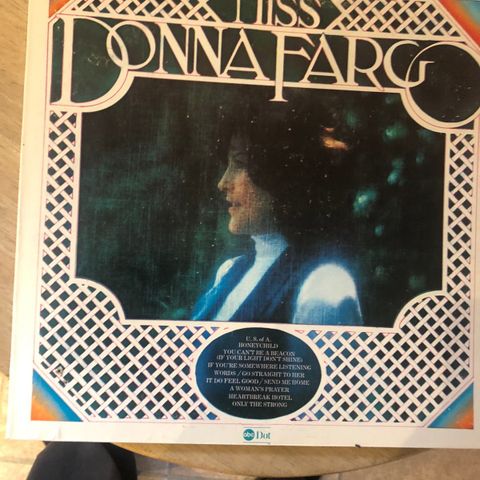 MISS
DONNA FARGO
U. S. of A.
HONEYCHILD
YOU CAN'T BE A BEACON
(IF YOUR LIGHT DON'T SHINE)
IF YOU'RE SOMEWHERE LISTENING
WORDS / GO STRAIGHT TO HER
IT DO FEEL GOOD / SEND ME HOME
A WOMAN'S PRAYER
HEARTBREAK HOTEL
ONLY THE STRONG
abc Dot